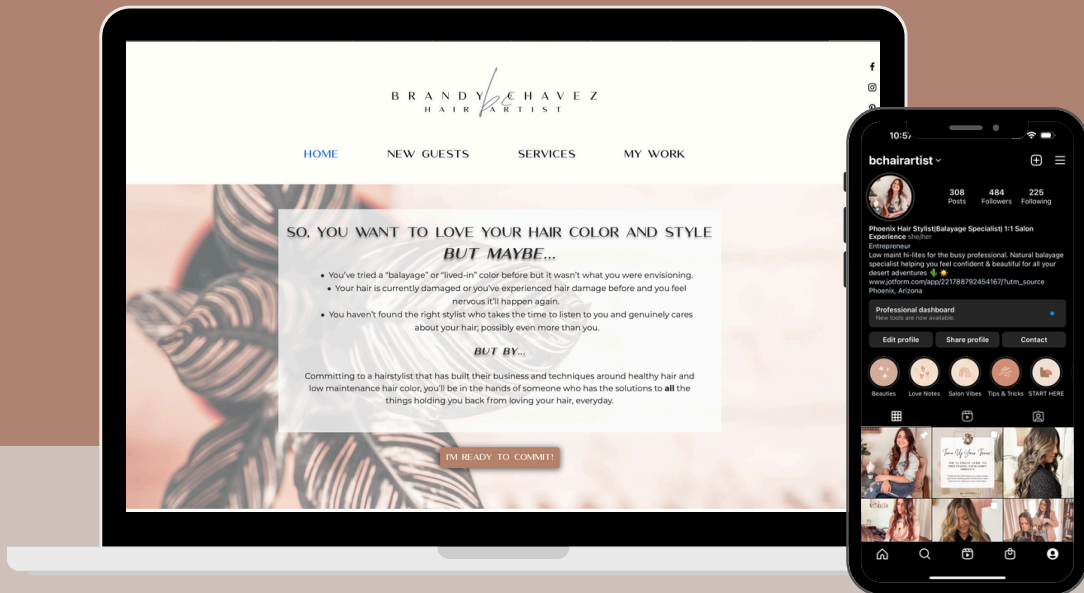 BRANDY CHAVEZ
bc
HAIR ARTIST
HOME NEW GUESTS SERVICES MY WORK
SO, YOU WANT TO LOVE YOUR HAIR COLOR AND STYLE
BUT MAYBE...
• You've tried a "balayage" or "lived-in" color before but it wasn't what you were envisioning.
• Your hair is currently damaged or you've experienced hair damage before and you feel
nervous it'll happen again.
• You haven't found the right stylist who takes the time to listen to you and genuinely cares
about your hair; possibly even more than you.
BUT BY...
Committing to a hairstylist that has built their business and techniques around healthy hair and
low maintenance hair color, you'll be in the hands of someone who has the solutions to all the
things holding you back from loving your hair, everyday.
I'M READY TO COMMIT!
10:57
bchairartist
308 484 225
Posts Followers Following
Phoenix Hair Stylist|Balayage Specialist| 1:1 Salon
Experience she/her
Entrepreneur
Low maint hi-lites for the busy professional. Natural balayage
specialist helping you feel confident & beautiful for all your
desert adventures 🌵☀️
www.jotform.com/app/221788792454167/?utm_source
Phoenix, Arizona
Professional dashboard
New tools are now available.
Edit profile Share profile Contact
Beauties Love Notes Salon Vibes Tips & Tricks START HERE